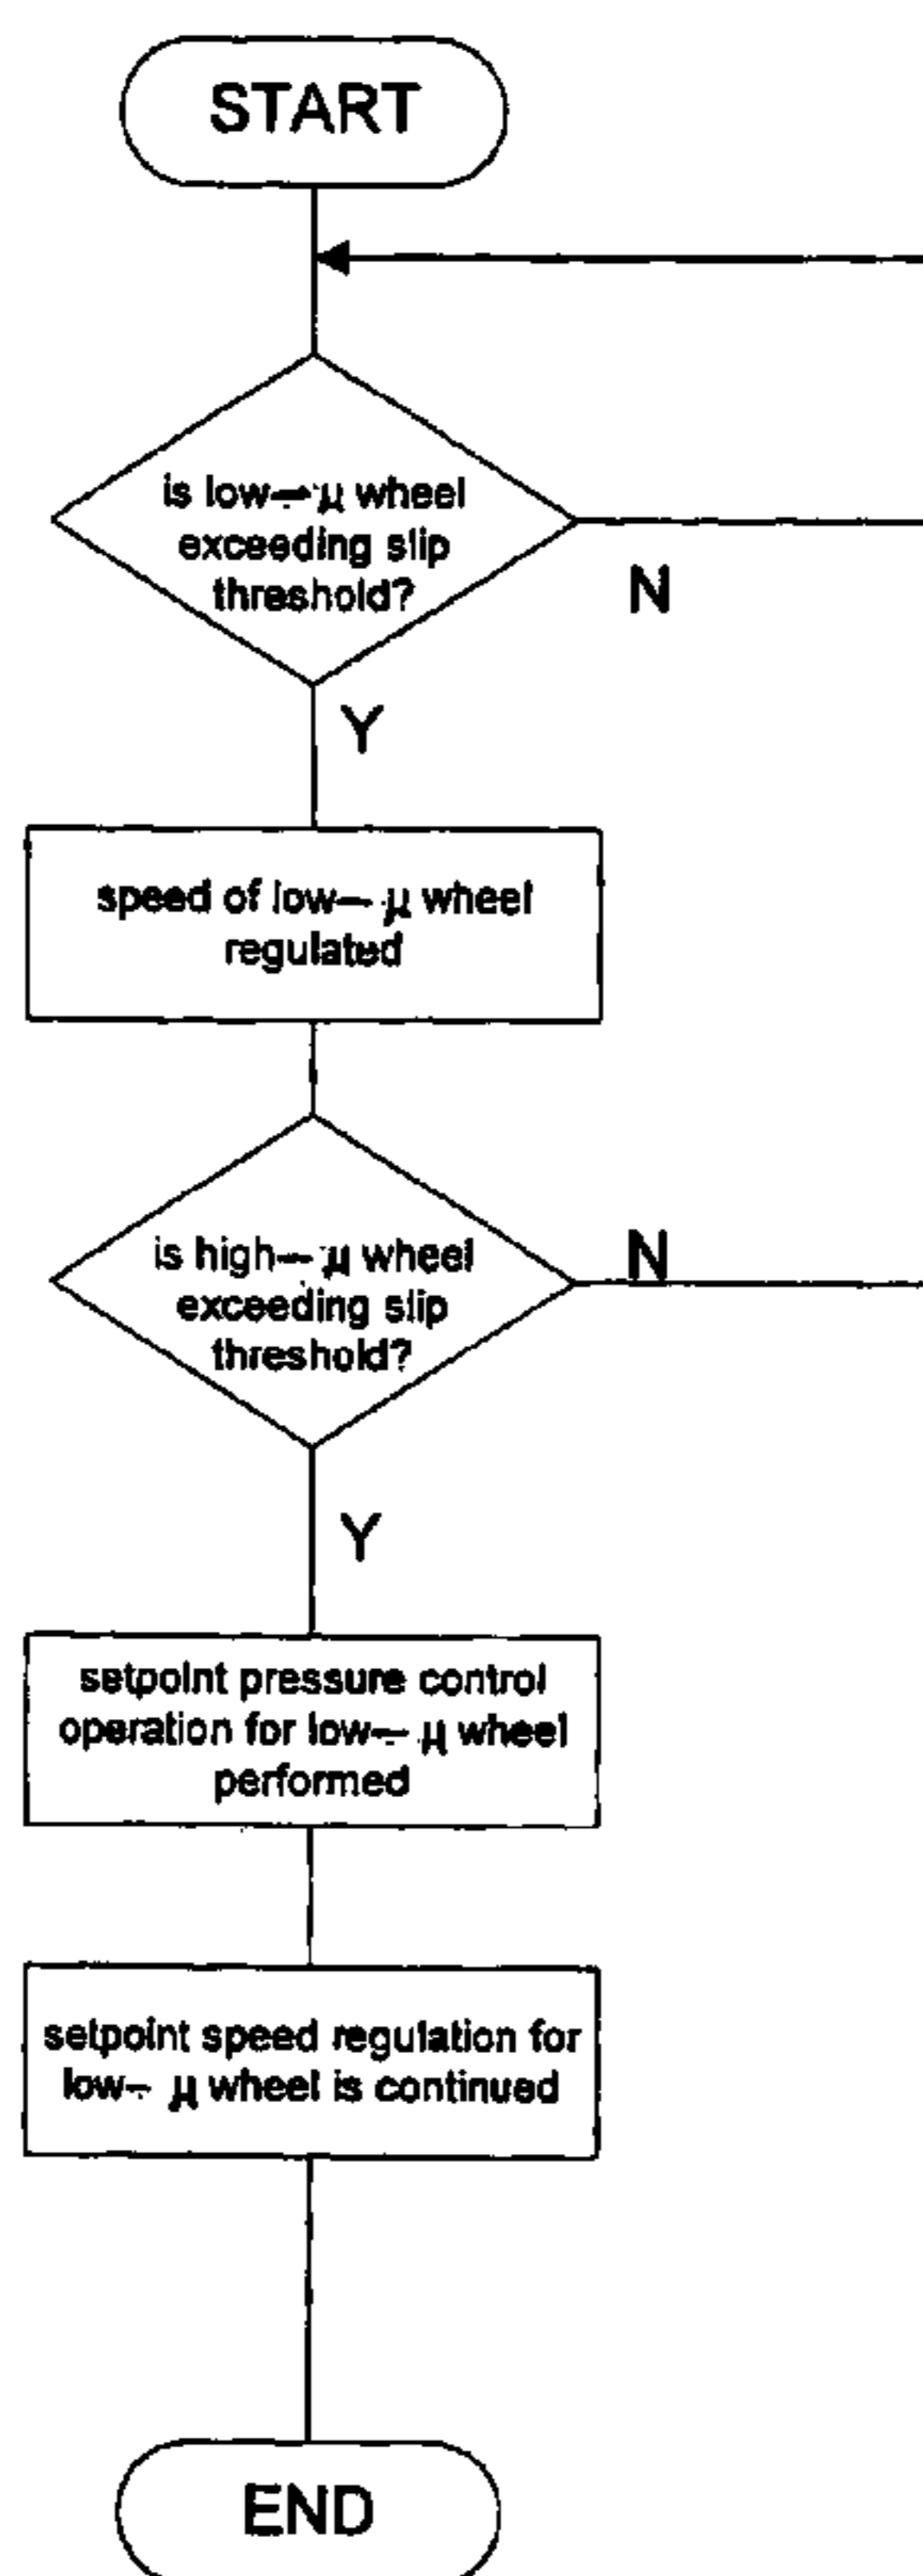 START
is low-μ wheel
exceeding slip
threshold?
N
Y
speed of low-μ wheel
regulated
is high-μ wheel
exceeding slip
threshold?
N
Y
setpoint pressure control
operation for low-μ wheel
performed
setpoint speed regulation for
low-μ wheel is continued
END